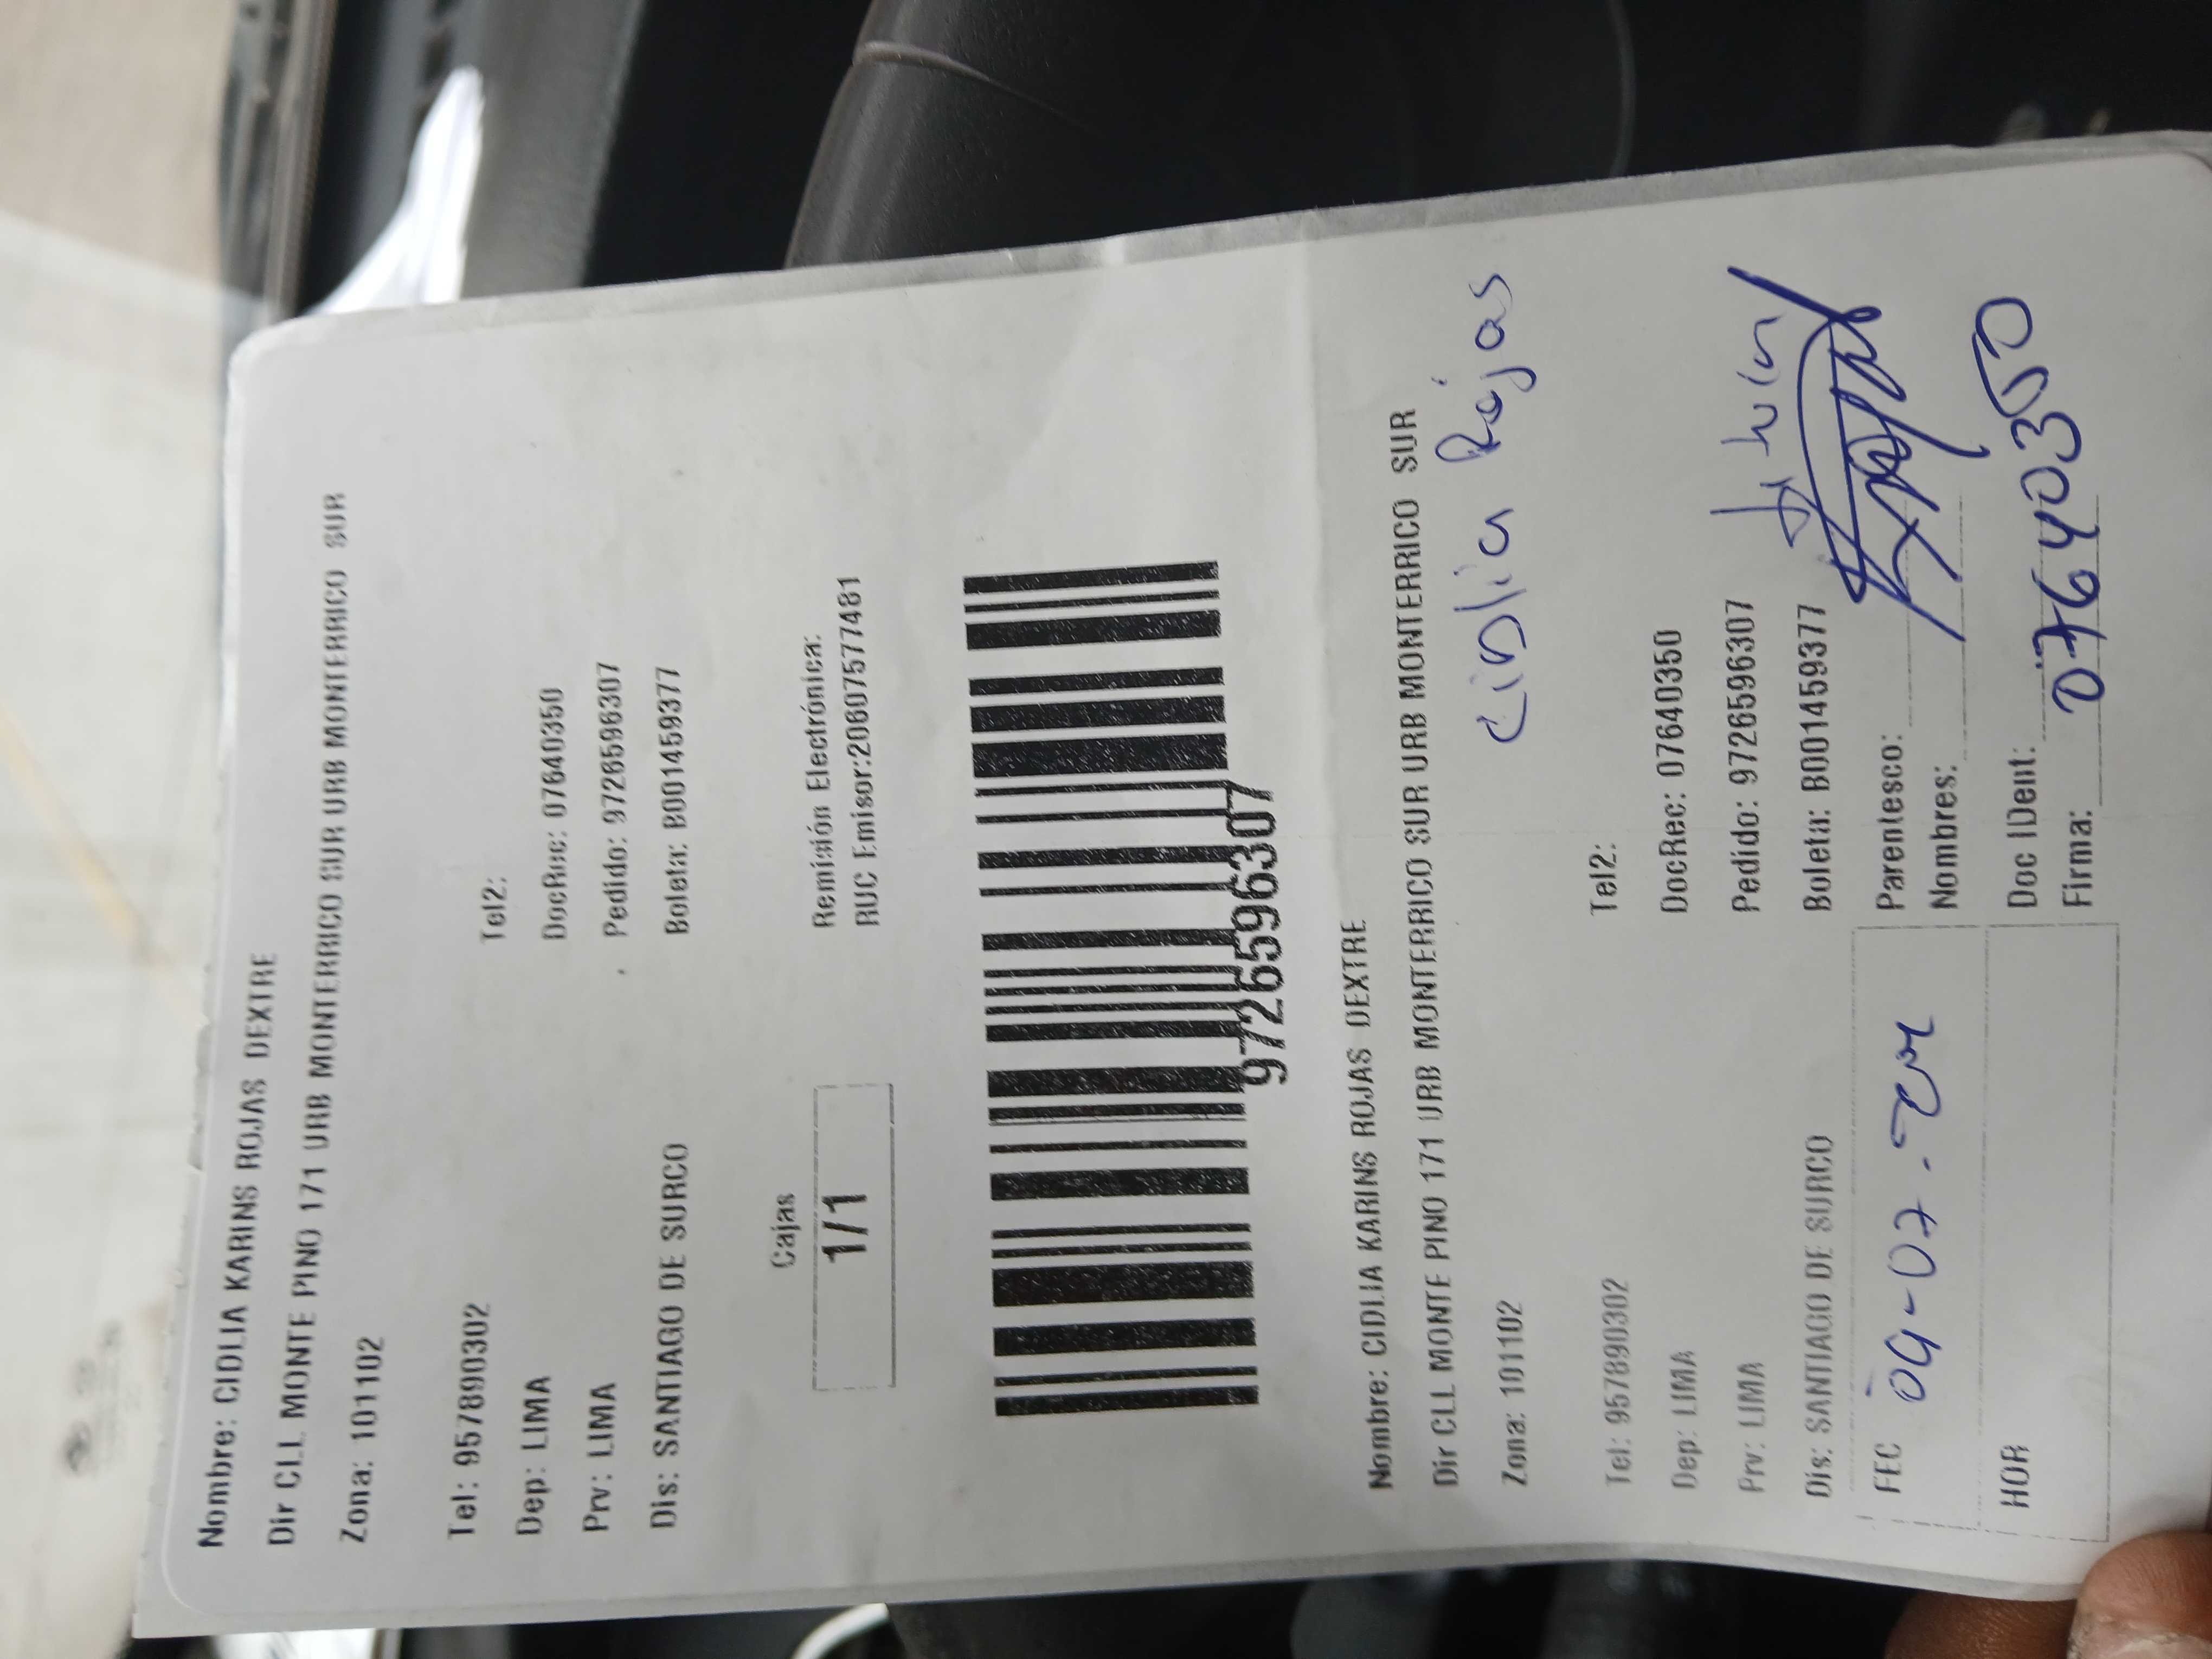 Nombre: CIDLIA KARINS ROJAS DEXTRE
Dir CLL MONTE PINO 171 URB MONTERRICO SUR URB MONTERRICO SUR
Zona: 101102
Tel: 957890302 Tel2:
Dep: LIMA DocRec: 07640350
Prv: LIMA Pedido: 97265596307
Dis: SANTIAGO DE SURCO Boleta: B001459377
Cajas
1/1
Remisión Electrónica:
RUC Emisor:20607577481
97265596307
Nombre: CIDLIA KARINS ROJAS DEXTRE
Dir CLL MONTE PINO 171 URB MONTERRICO SUR URB MONTERRICO SUR
Cidlia Rojas
Zona: 101102
Tel: 957890302 Tel2:
Dep: LIMA DocRec: 07640350
Prv: LIMA Pedido: 97265596307
Dis: SANTIAGO DE SURCO Boleta: B001459377
FEC
Parentesco:
Nombres:
HOR
Doc IDent:
Firma: 07640350